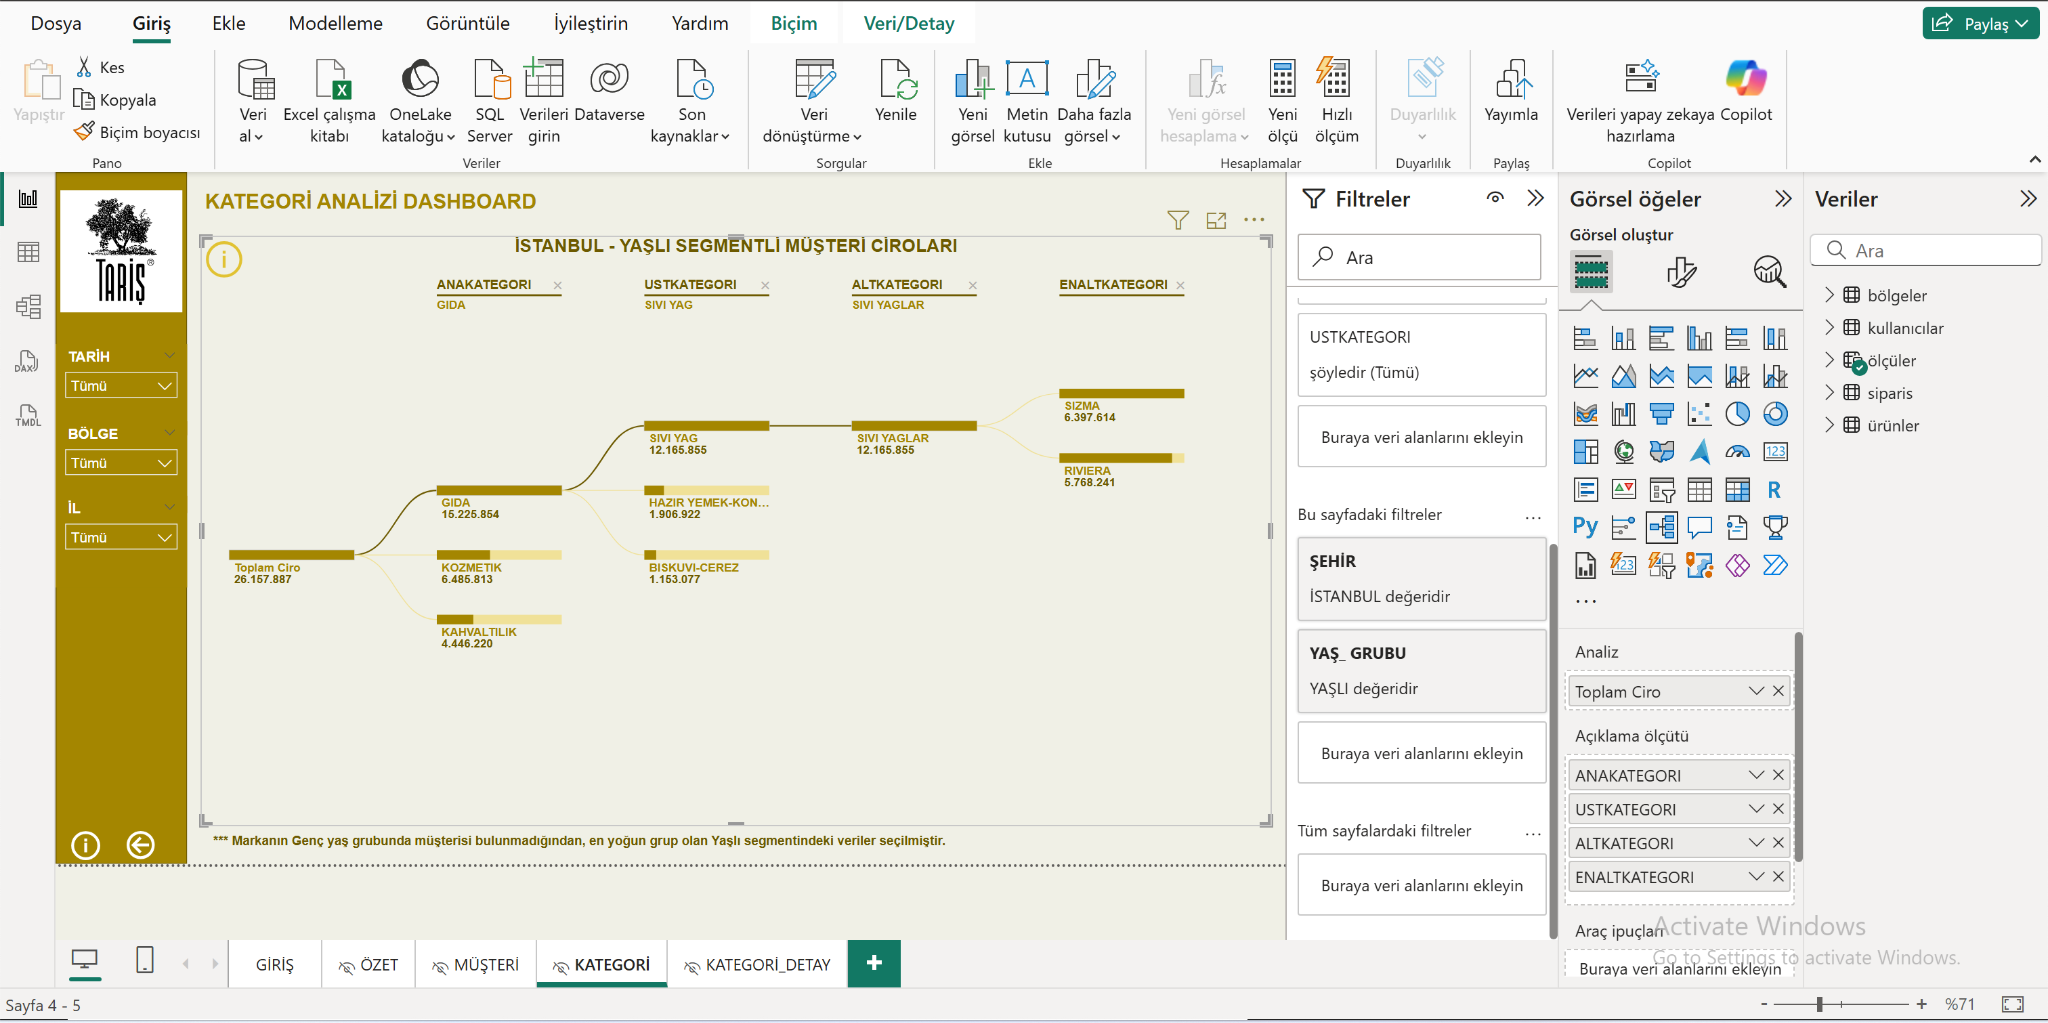 Dosya
Giriş
Ekle
Modelleme
Görüntüle
İyileştirin
Yardım
Biçim
Veri/Detay
Paylaş
Yapıştır
Kes
Kopyala
Biçim boyacısı
Pano
Veri
al
Excel çalışma
kitabı
OneLake
kataloğu
SQL
Server
Verileri
girin
Dataverse
Son
kaynaklar
Veriler
Veri
dönüştürme
Yenile
Sorgular
Yeni
görsel
Metin
kutusu
Daha fazla
görsel
Ekle
Yeni görsel
hesaplama
Yeni
ölçü
Hızlı
ölçüm
Hesaplamalar
Duyarlılık
Duyarlılık
Yayımla
Paylaş
Verileri yapay zekaya
hazırlama
Copilot
Copilot
DAX
TMDL
TARİŞ®
TARİH
Tümü
BÖLGE
Tümü
İL
Tümü
KATEGORİ ANALİZİ DASHBOARD
İSTANBUL - YAŞLI SEGMENTLİ MÜŞTERİ CİROLARI
ANAKATEGORI
GIDA
USTKATEGORI
SIVI YAG
ALTKATEGORI
SIVI YAGLAR
ENALTKATEGORI
Toplam Ciro
26.157.887
GIDA
15.225.854
KOZMETIK
6.485.813
KAHVALTILIK
4.446.220
SIVI YAG
12.165.855
HAZIR YEMEK-KON...
1.906.922
BISKUVI-CEREZ
1.153.077
SIVI YAGLAR
12.165.855
SIZMA
6.397.614
RIVIERA
5.768.241
*** Markanın Genç yaş grubunda müşterisi bulunmadığından, en yoğun grup olan Yaşlı segmentindeki veriler seçilmiştir.
Filtreler
Ara
USTKATEGORI
şöyledir (Tümü)
Buraya veri alanlarını ekleyin
Bu sayfadaki filtreler
ŞEHİR
İSTANBUL değeridir
YAŞ_ GRUBU
YAŞLI değeridir
Buraya veri alanlarını ekleyin
Tüm sayfalardaki filtreler
Buraya veri alanlarını ekleyin
Görsel öğeler
Görsel oluştur
123
R
Py
123
Analiz
Toplam Ciro
Açıklama ölçütü
ANAKATEGORI
USTKATEGORI
ALTKATEGORI
ENALTKATEGORI
Araç ipuçları
Buraya veri alanlarını ekleyin
Veriler
Ara
bölgeler
kullanıcılar
ölçüler
siparis
ürünler
Activate Windows
Go to Settings to activate Windows.
GİRİŞ
ÖZET
MÜŞTERİ
KATEGORİ
KATEGORİ_DETAY
Sayfa 4 - 5
%71